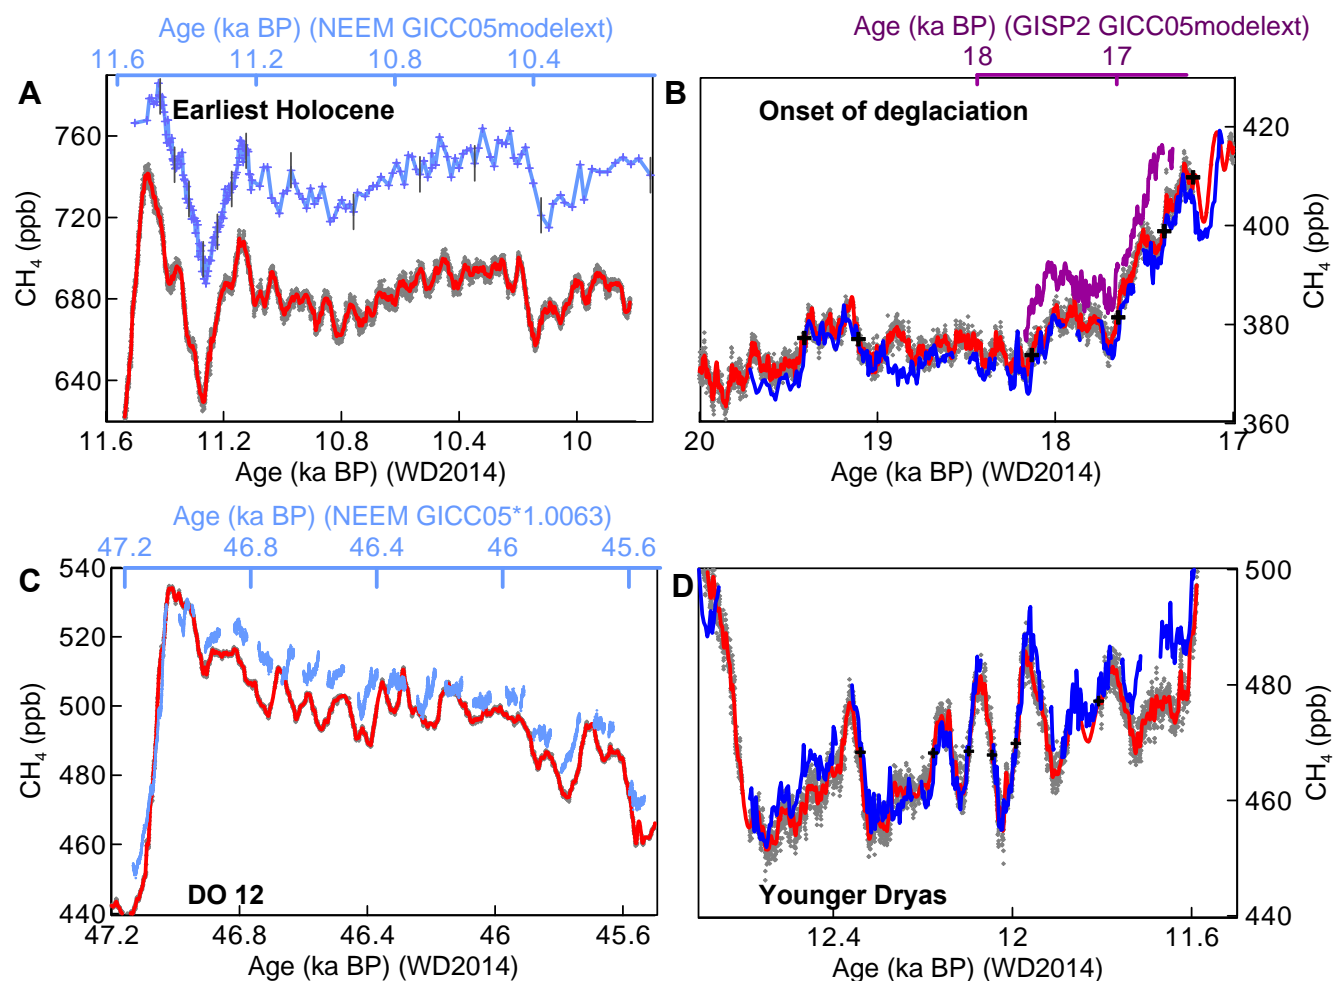 Age (ka BP) (NEEM GICC05modelext)
11.6 11.2 10.8 10.4
A
Earliest Holocene
760
720
680
640
CH4 (ppb)
11.6 11.2 10.8 10.4 10
Age (ka BP) (WD2014)
Age (ka BP) (GISP2 GICC05modelext)
18 17
B
Onset of deglaciation
420
400
380
360
CH4 (ppb)
20 19 18 17
Age (ka BP) (WD2014)
Age (ka BP) (NEEM GICC05*1.0063)
47.2 46.8 46.4 46 45.6
C
540
520
500
480
460
440
CH4 (ppb)
DO 12
47.2 46.8 46.4 46 45.6
Age (ka BP) (WD2014)
D
500
480
460
440
CH4 (ppb)
Younger Dryas
12.4 12 11.6
Age (ka BP) (WD2014)